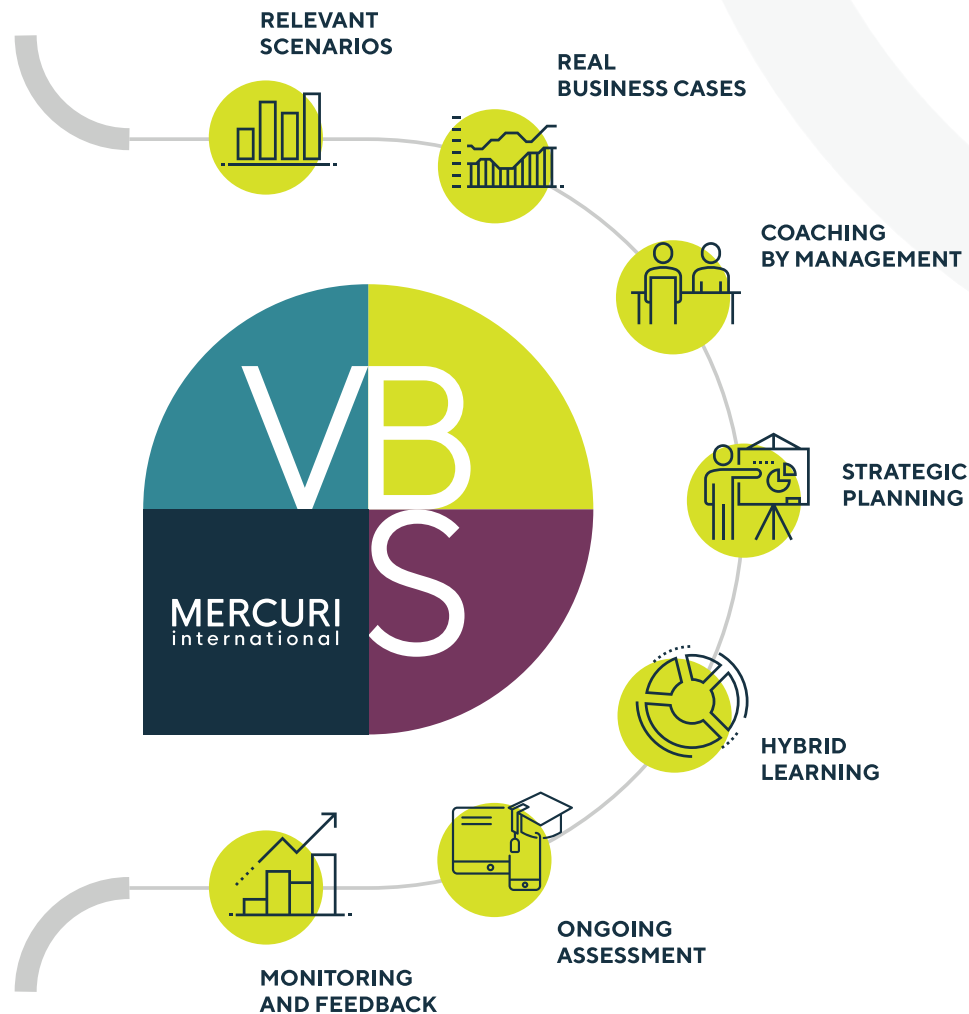 RELEVANT
SCENARIOS
REAL
BUSINESS CASES
COACHING
BY MANAGEMENT
VB
S
MERCURI
international
STRATEGIC
PLANNING
HYBRID
LEARNING
ONGOING
ASSESSMENT
MONITORING
AND FEEDBACK